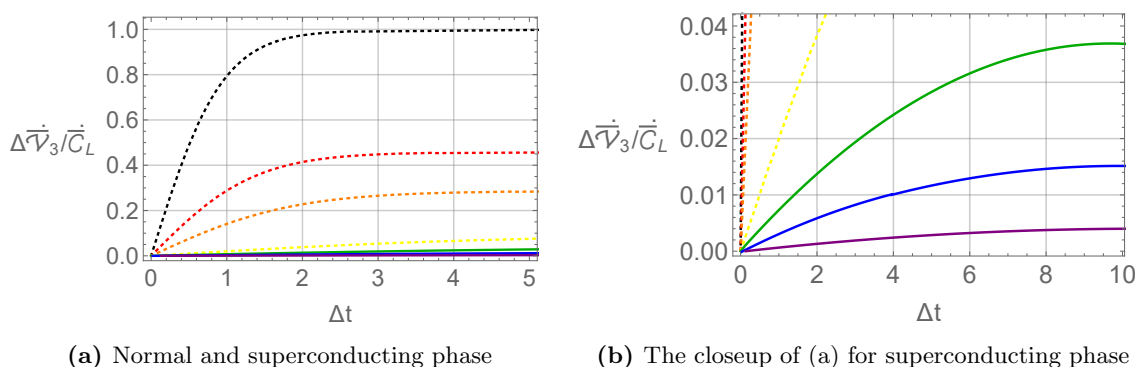 1.0
0.8
0.6
0.4
0.2
0.0
Δ𝒱̄̇₃/C̄̇_L
0 1 2 3 4 5
Δt
(a) Normal and superconducting phase
0.04
0.03
0.02
0.01
0.00
Δ𝒱̄̇₃/C̄̇_L
0 2 4 6 8 10
Δt
(b) The closeup of (a) for superconducting phase